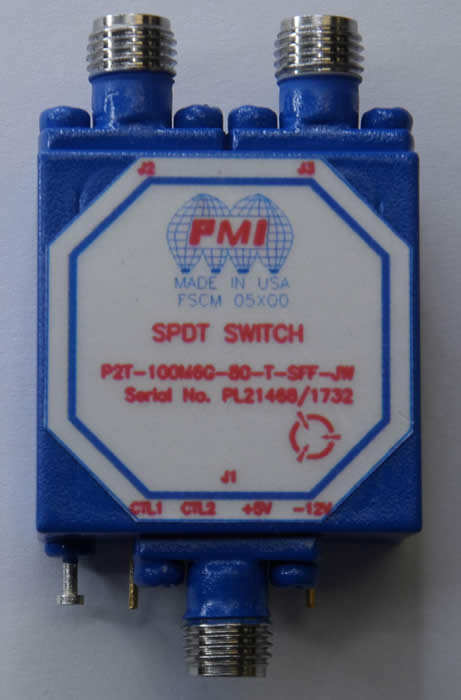 J2 J3
PMI
MADE IN USA
FSCM 05XQ0
SPDT SWITCH
P2T-100M6G-80-T-SFF-JW
Serial No. PL21468/1732
J1
CTL1 CTL2 +5V -12V